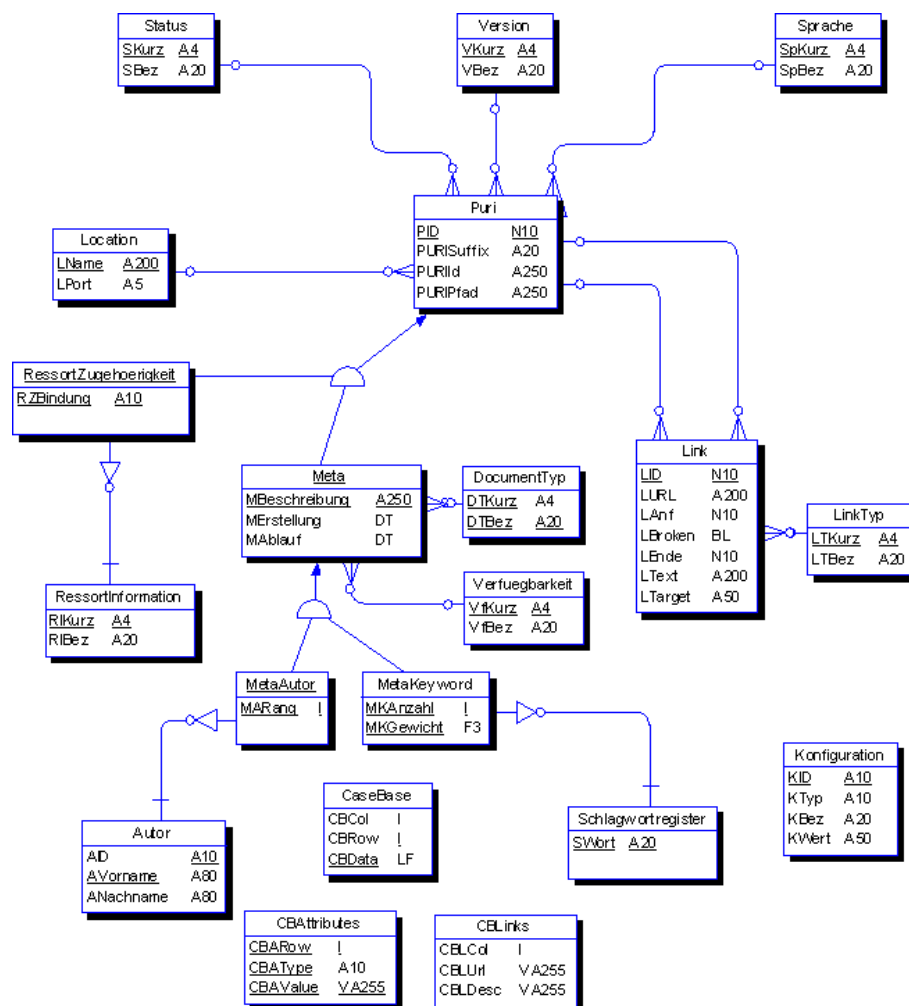 Status
SKurz A4
SBez A20
Version
VKurz A4
VBez A20
Sprache
SpKurz A4
SpBez A20
Puri
PID N10
PURISuffix A20
PURIId A250
PURIPfad A250
Location
LName A200
LPort A5
RessortZugehoerigkeit
RZBindung A10
Meta
MBeschreibung A250
MErstellung DT
MAblauf DT
DocumentTyp
DTKurz A4
DTBez A20
Link
LID N10
LURL A200
LAnf N10
LBroken BL
LEnde N10
LText A200
LTarget A50
LinkTyp
LTKurz A4
LTBez A20
Verfuegbarkeit
VfKurz A4
VfBez A20
RessortInformation
RIKurz A4
RIBez A20
MetaAutor
MARang I
MetaKeyword
MKAnzahl I
MKGewicht F3
Konfiguration
KID A10
KTyp A10
KBez A20
KWert A50
CaseBase
CBCol I
CBRow I
CBData LF
Schlagwortregister
SWort A20
Autor
AID A10
AVorname A80
ANachname A80
CBAttributes
CBARow I
CBAType A10
CBAValue VA255
CBLinks
CBLCol I
CBLUrl VA255
CBLDesc VA255